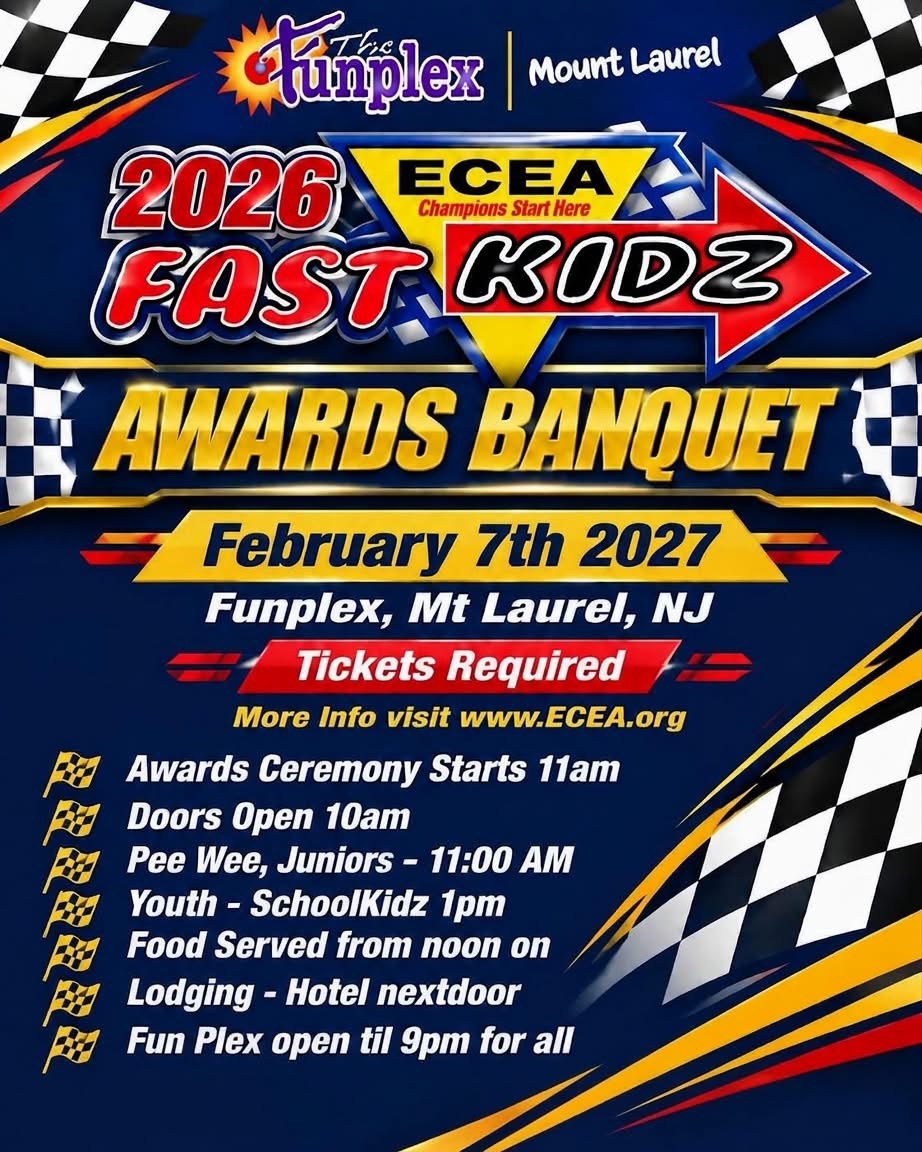 The Funplex | Mount Laurel
2026
ECEA
Champions Start Here
FAST KIDZ
AWARDS BANQUET
February 7th 2027
Funplex, Mt Laurel, NJ
Tickets Required
More Info visit www.ECEA.org
Awards Ceremony Starts 11am
Doors Open 10am
Pee Wee, Juniors - 11:00 AM
Youth - SchoolKidz 1pm
Food Served from noon on
Lodging - Hotel nextdoor
Fun Plex open til 9pm for all